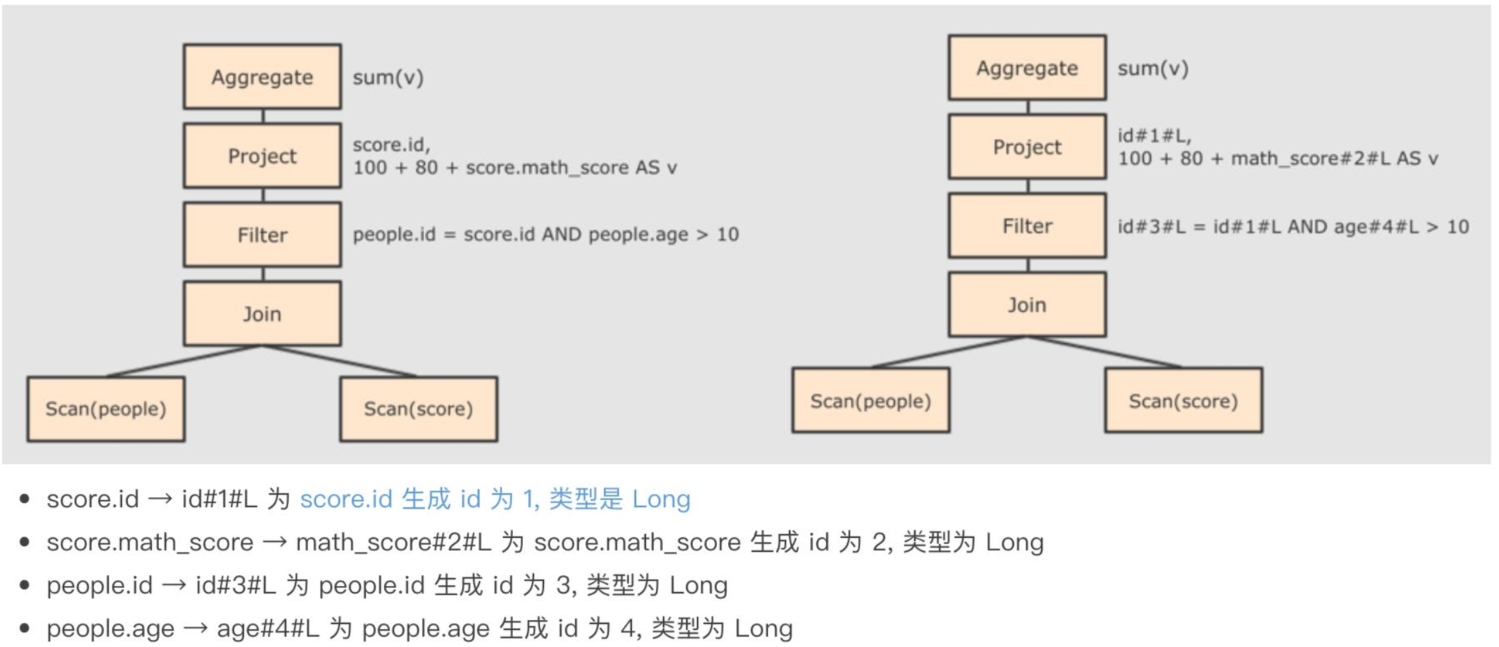 Aggregate
sum(v)
Project
score.id,
100 + 80 + score.math_score AS v
Filter
people.id = score.id AND people.age > 10
Join
Scan(people)
Scan(score)
Aggregate
sum(v)
Project
id#1#L,
100 + 80 + math_score#2#L AS v
Filter
id#3#L = id#1#L AND age#4#L > 10
Join
Scan(people)
Scan(score)
• score.id → id#1#L 为 score.id 生成 id 为 1, 类型是 Long
• score.math_score → math_score#2#L 为 score.math_score 生成 id 为 2, 类型为 Long
• people.id → id#3#L 为 people.id 生成 id 为 3, 类型为 Long
• people.age → age#4#L 为 people.age 生成 id 为 4, 类型为 Long